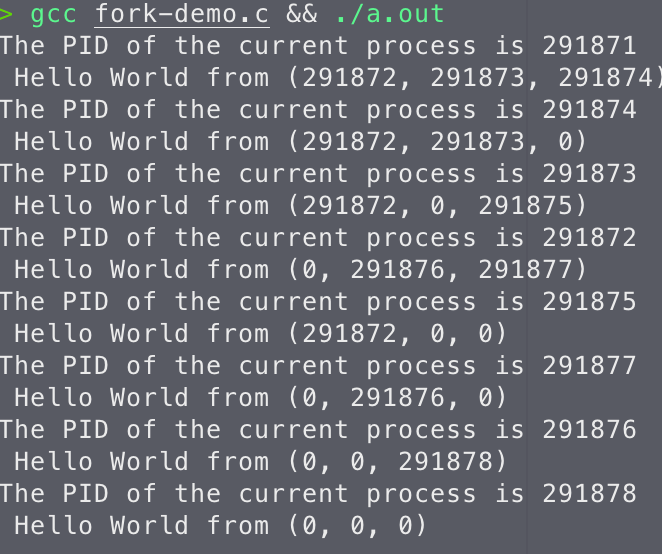 > gcc fork-demo.c && ./a.out
The PID of the current process is 291871
 Hello World from (291872, 291873, 291874)
The PID of the current process is 291874
 Hello World from (291872, 291873, 0)
The PID of the current process is 291873
 Hello World from (291872, 0, 291875)
The PID of the current process is 291872
 Hello World from (0, 291876, 291877)
The PID of the current process is 291875
 Hello World from (291872, 0, 0)
The PID of the current process is 291877
 Hello World from (0, 291876, 0)
The PID of the current process is 291876
 Hello World from (0, 0, 291878)
The PID of the current process is 291878
 Hello World from (0, 0, 0)